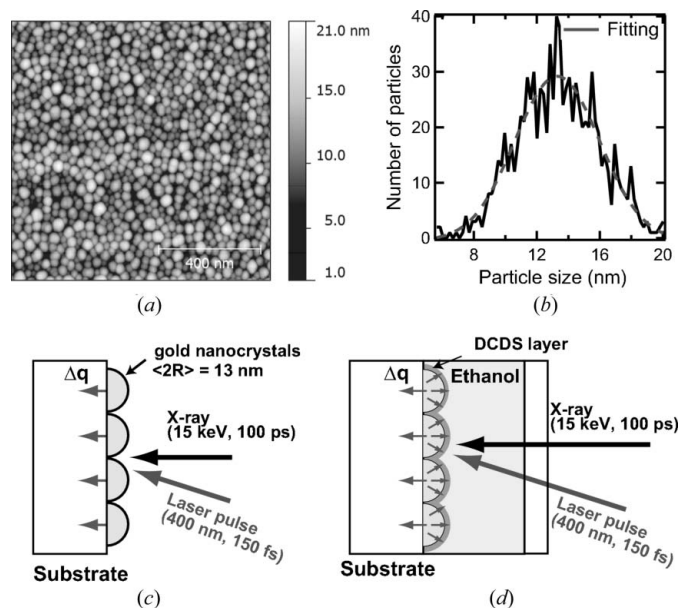 21.0 nm
15.0
10.0
5.0
1.0
400 nm
(a)
40
30
20
10
0
Number of particles
Fitting
8
12
16
20
Particle size (nm)
(b)
gold nanocrystals
<2R> = 13 nm
Δq
X-ray
(15 keV, 100 ps)
Laser pulse
(400 nm, 150 fs)
Substrate
(c)
DCDS layer
Δq
Ethanol
X-ray
(15 keV, 100 ps)
Laser pulse
(400 nm, 150 fs)
Substrate
(d)